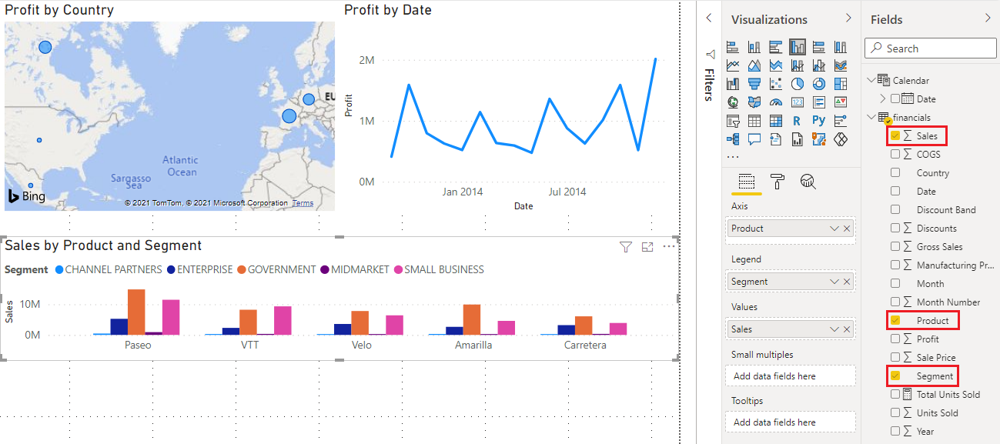 Profit by Country
Bing
Atlantic
Ocean
Sargasso
Sea
EU
© 2021 TomTom, © 2021 Microsoft Corporation Terms
Profit by Date
2M
1M
0M
Profit
Jan 2014
Jul 2014
Date
Sales by Product and Segment
Segment CHANNEL PARTNERS ENTERPRISE GOVERNMENT MIDMARKET SMALL BUSINESS
Sales
10M
0M
Paseo VTT Velo Amarilla Carretera
Filters
Visualizations
123
R
Py
Axis
Product
Legend
Segment
Values
Sales
Small multiples
Add data fields here
Tooltips
Add data fields here
Fields
Search
Calendar
Date
financials
Sales
COGS
Country
Date
Discount Band
Discounts
Gross Sales
Manufacturing Pr...
Month
Month Number
Product
Profit
Sale Price
Segment
Total Units Sold
Units Sold
Year